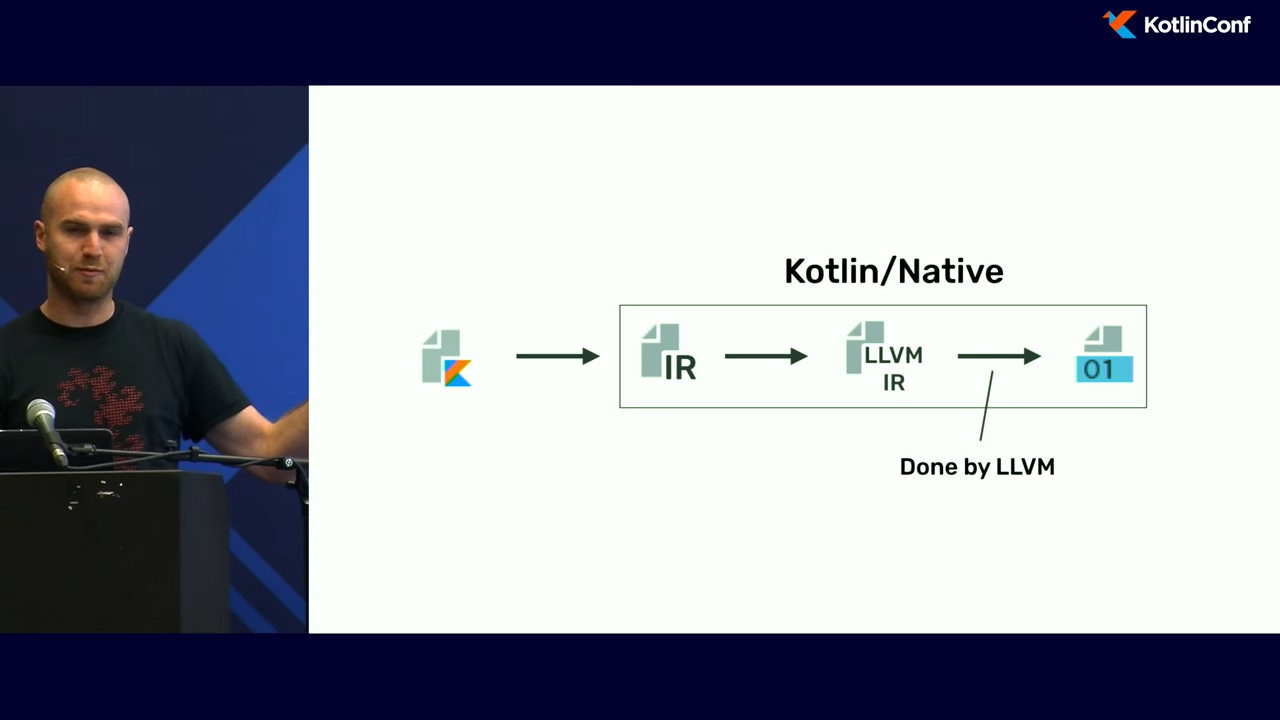 KotlinConf
Kotlin/Native
IR
LLVM
IR
01
Done by LLVM